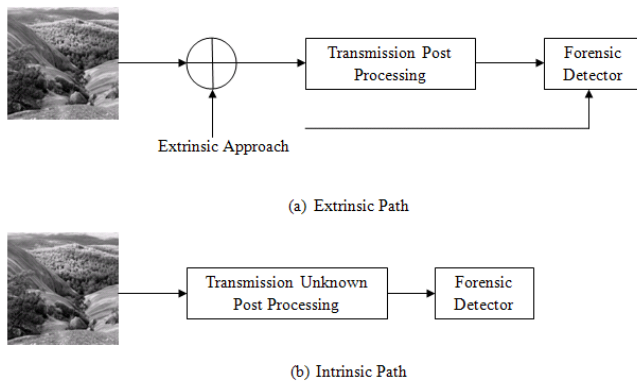 Transmission Post
Processing
Forensic
Detector
Extrinsic Approach
(a) Extrinsic Path
Transmission Unknown
Post Processing
Forensic
Detector
(b) Intrinsic Path